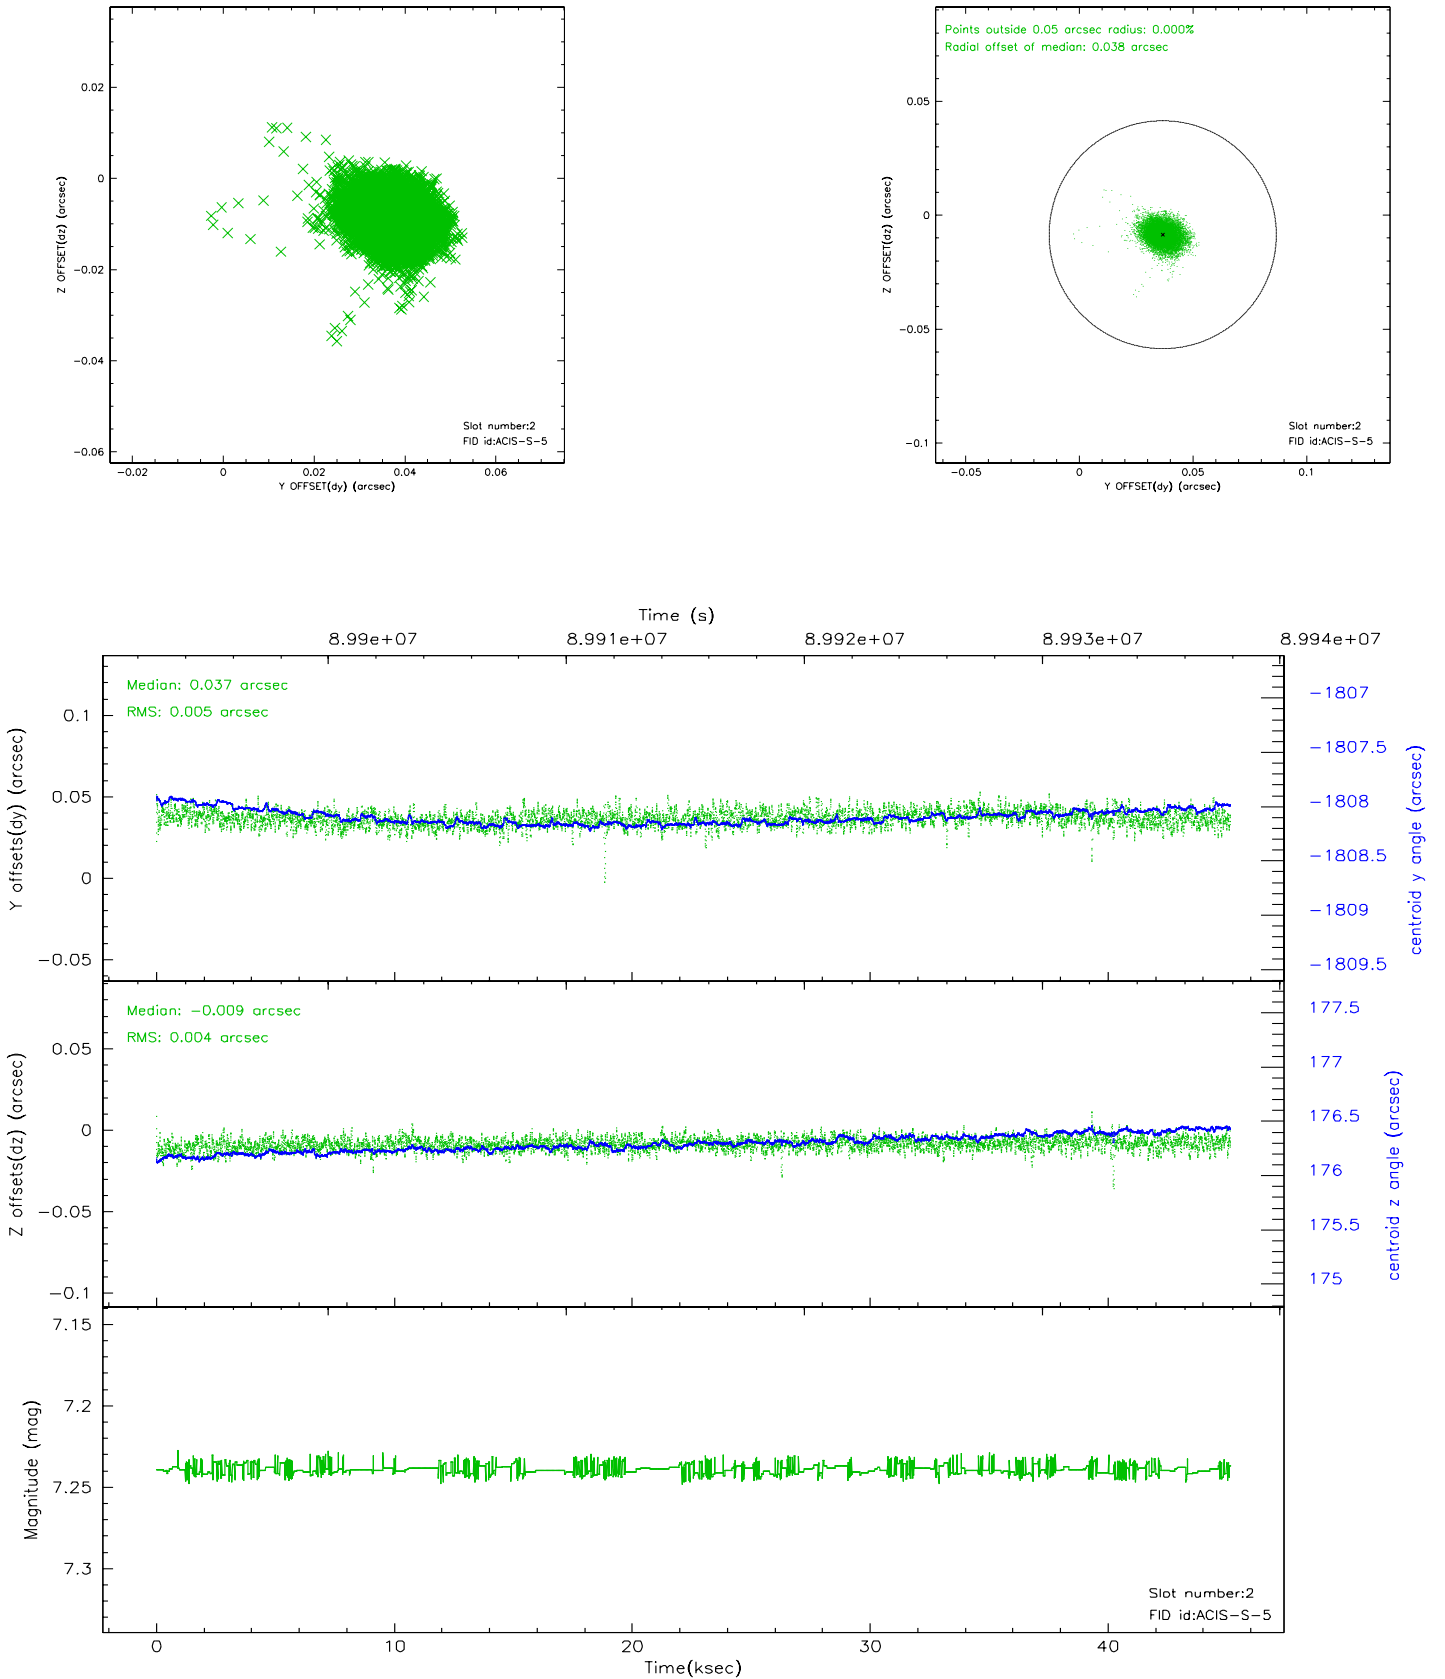 0.02
0
−0.02
−0.04
−0.06
Z OFFSET(dz) (arcsec)
Slot number:2
FID id:ACIS−S−5
−0.02
0
0.02
0.04
0.06
Y OFFSET(dy) (arcsec)
Points outside 0.05 arcsec radius: 0.000%
Radial offset of median: 0.038 arcsec
0.05
0
−0.05
−0.1
Z OFFSET(dz) (arcsec)
Slot number:2
FID id:ACIS−S−5
−0.05
0
0.05
0.1
Y OFFSET(dy) (arcsec)
Time (s)
8.99e+07
8.991e+07
8.992e+07
8.993e+07
8.994e+07
Median: 0.037 arcsec
RMS: 0.005 arcsec
0.1
0.05
0
−0.05
Y offsets(dy) (arcsec)
−1807
−1807.5
−1808
−1808.5
−1809
−1809.5
centroid y angle (arcsec)
Median: −0.009 arcsec
RMS: 0.004 arcsec
0.05
0
−0.05
−0.1
Z offsets(dz) (arcsec)
177.5
177
176.5
176
175.5
175
centroid z angle (arcsec)
7.15
7.2
7.25
7.3
Magnitude (mag)
Slot number:2
FID id:ACIS−S−5
0
10
20
30
40
Time(ksec)